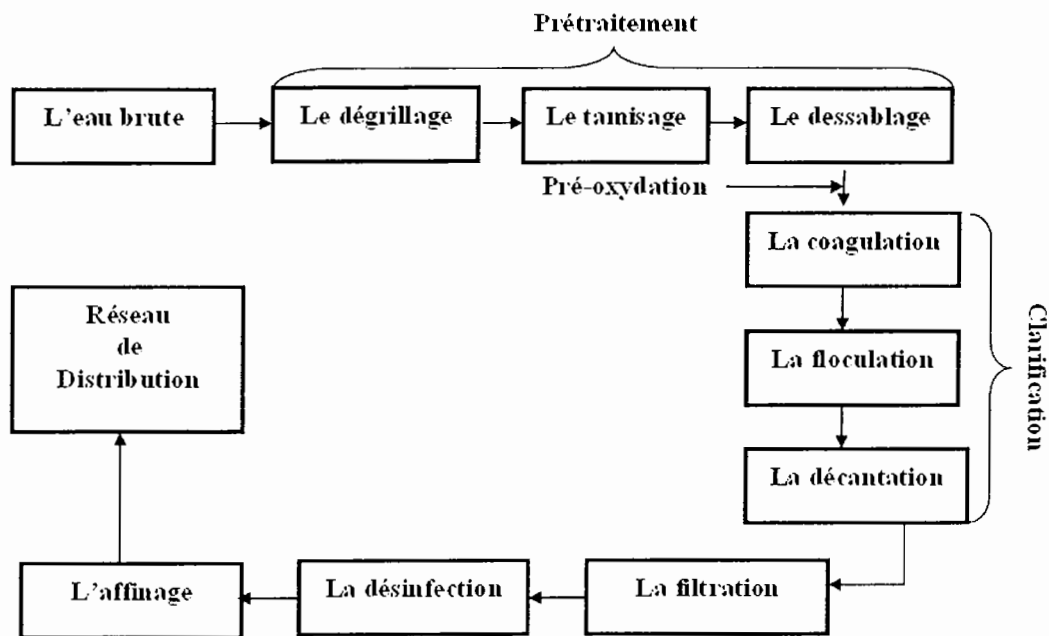 Prétraitement
L'eau brute
Le dégrillage
Le tamisage
Le dessablage
Pré-oxydation
La coagulation
La floculation
La décantation
Clarification
La filtration
La désinfection
L'affinage
Réseau
de
Distribution